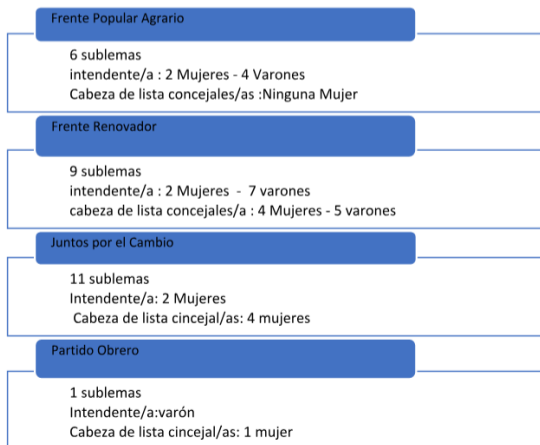 Frente Popular Agrario
6 sublemas
intendente/a : 2 Mujeres - 4 Varones
Cabeza de lista concejales/as :Ninguna Mujer
Frente Renovador
9 sublemas
intendente/a : 2 Mujeres - 7 varones
cabeza de lista concejales/a : 4 Mujeres - 5 varones
Juntos por el Cambio
11 sublemas
Intendente/a: 2 Mujeres
Cabeza de lista cincejal/as: 4 mujeres
Partido Obrero
1 sublemas
Intendente/a:varón
Cabeza de lista cincejal/as: 1 mujer